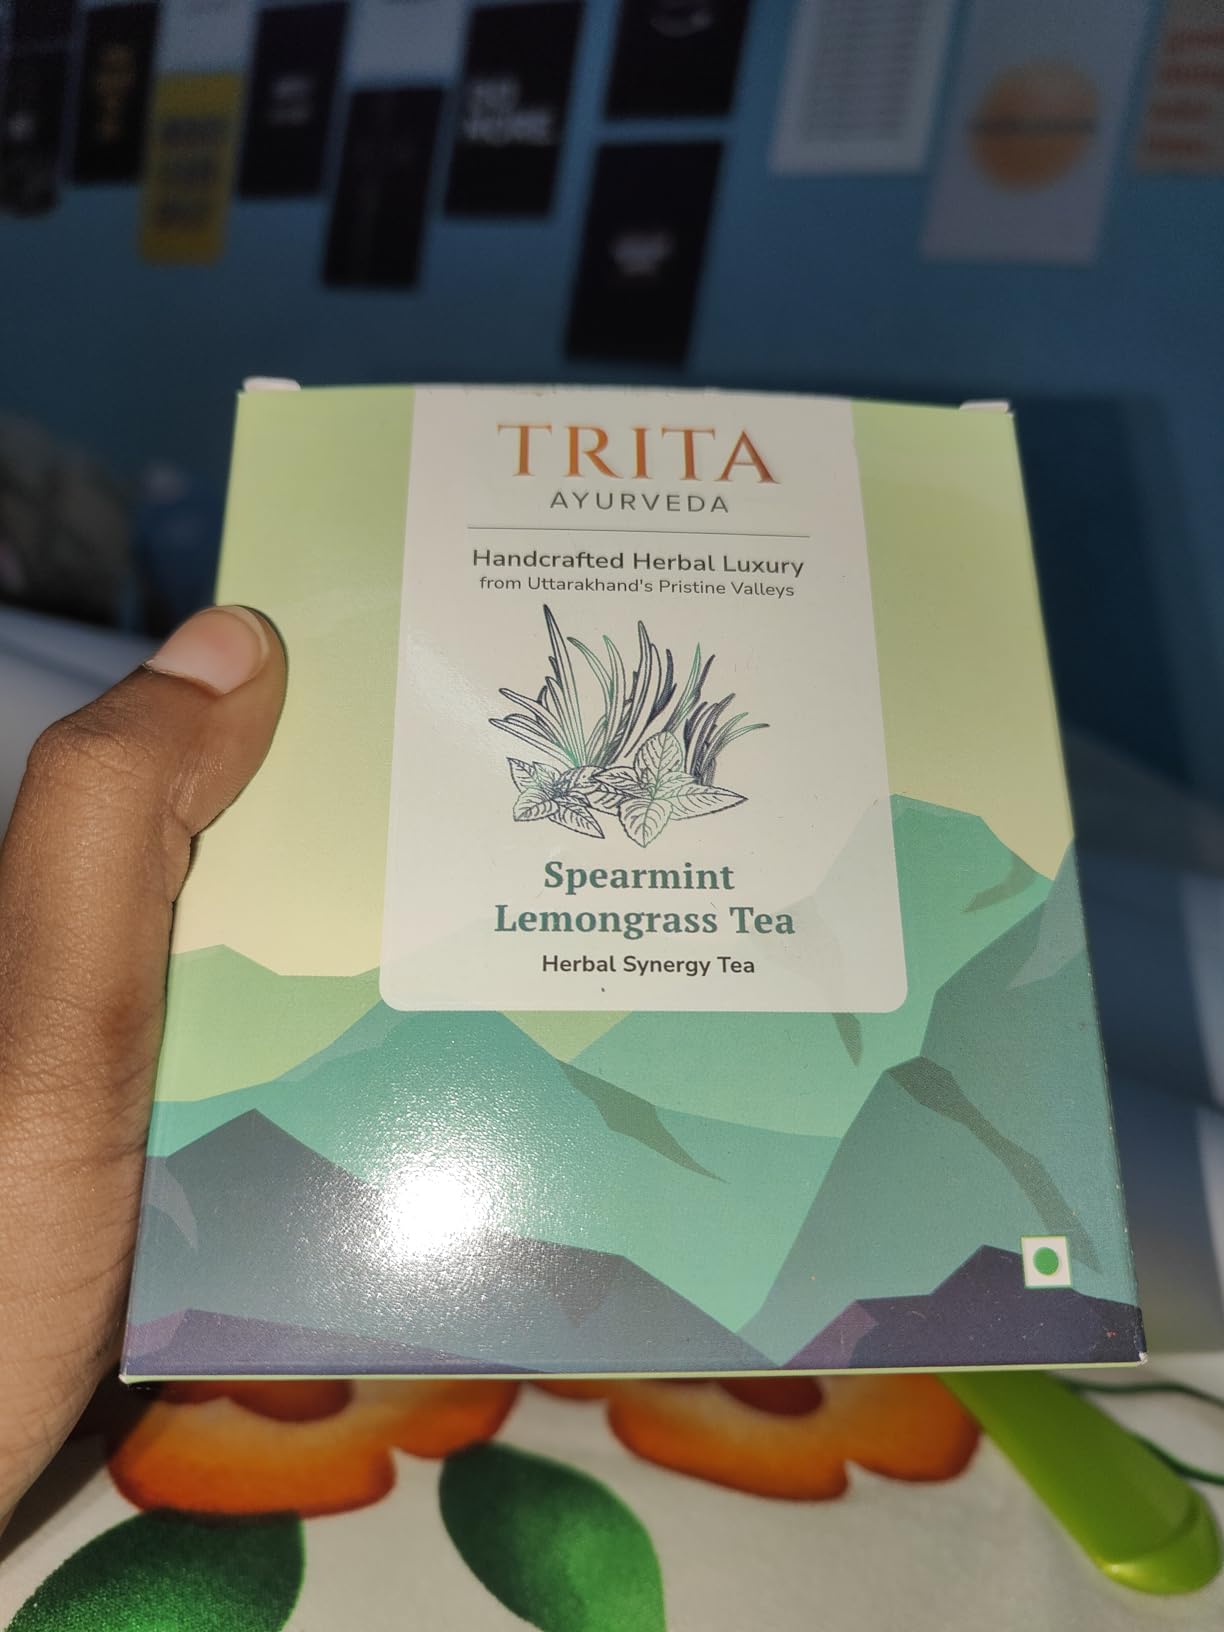 TRITA
AYURVEDA
Handcrafted Herbal Luxury
from Uttarakhand's Pristine Valleys
Spearmint
Lemongrass Tea
Herbal Synergy Tea